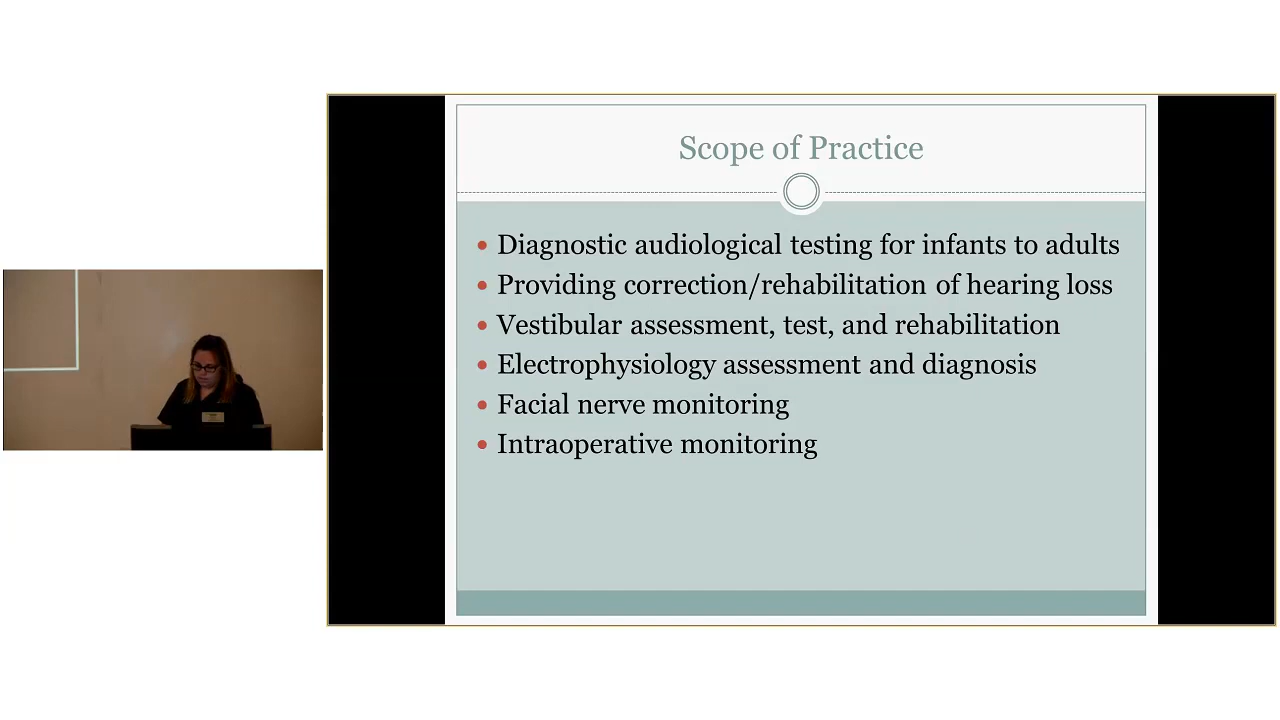 Scope of Practice
Diagnostic audiological testing for infants to adults
Providing correction/rehabilitation of hearing loss
Vestibular assessment, test, and rehabilitation
Electrophysiology assessment and diagnosis
Facial nerve monitoring
Intraoperative monitoring